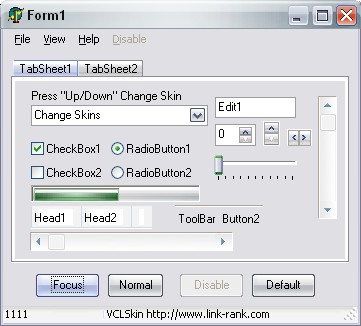 Form1
File View Help Disable
TabSheet1 TabSheet2
Press "Up/Down" Change Skin
Change Skins
Edit1
0
CheckBox1 RadioButton1
CheckBox2 RadioButton2
Head1 Head2
ToolBar Button2
Focus Normal Disable Default
1111 VCLSkin http://www.link-rank.com